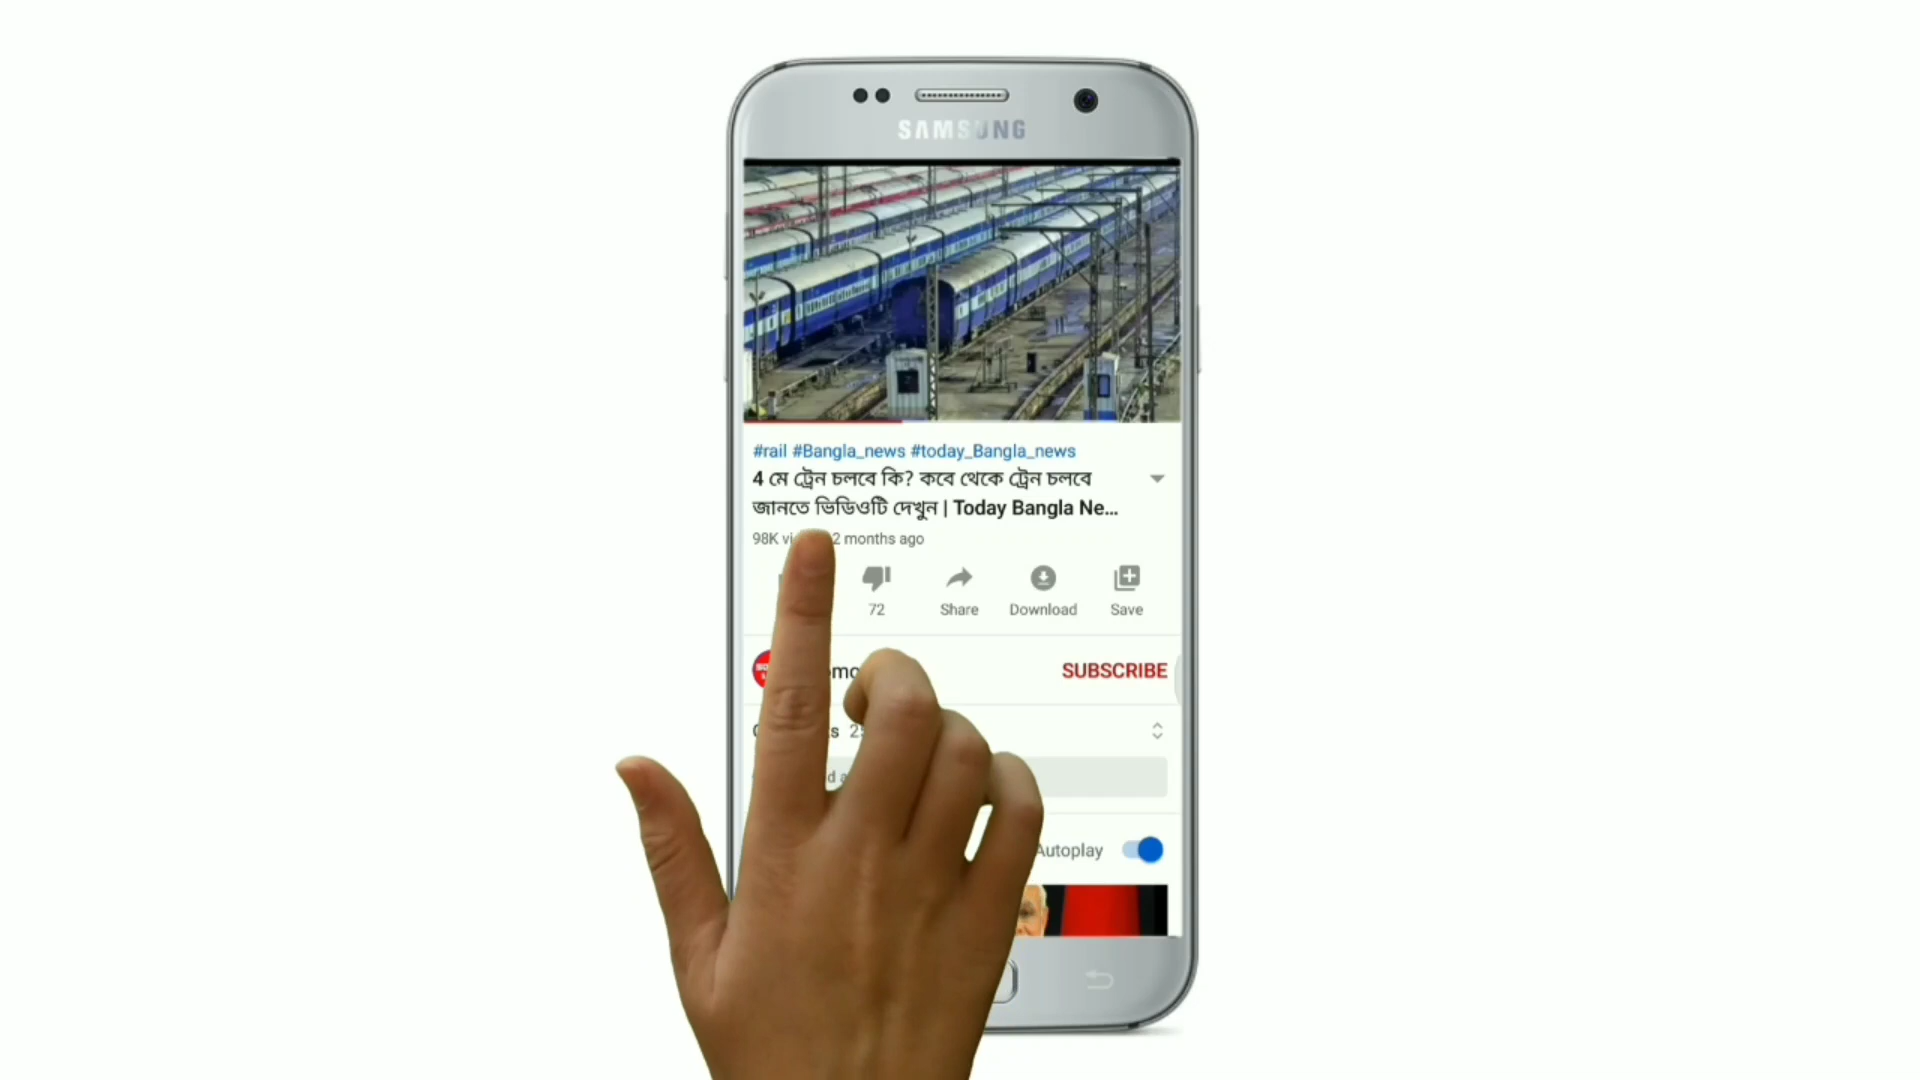 SAMSUNG
#rail #Bangla_news #today_Bangla_news
4 মে ট্রেন চলবে কি? কবে থেকে ট্রেন চলবে
জানতে ভিডিওটি দেখুন | Today Bangla Ne...
98K 2 months ago
72 Share Download Save
SUBSCRIBE
Autoplay